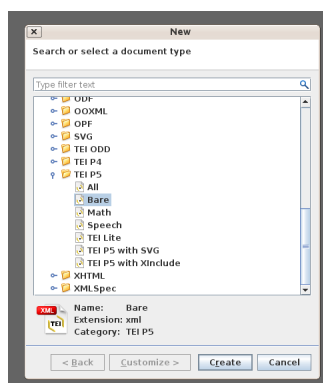 New
Search or select a document type
Type filter text
ODF
OOXML
OPF
SVG
TEI ODD
TEI P4
TEI P5
All
Bare
Math
Speech
TEI Lite
TEI P5 with SVG
TEI P5 with XInclude
XHTML
XMLSpec
XML
TEI
Name: Bare
Extension: xml
Category: TEI P5
< Back Customize > Create Cancel